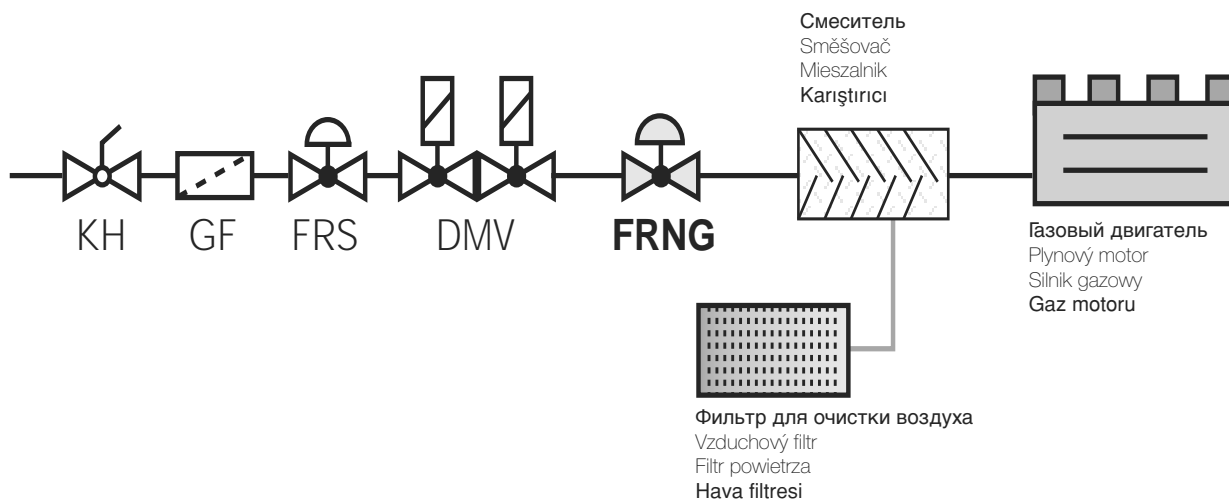 Смеситель
Směšovač
Mieszalnik
Karıştırıcı
KH GF FRS DMV FRNG
Газовый двигатель
Plynový motor
Silnik gazowy
Gaz motoru
Фильтр для очистки воздуха
Vzduchový filtr
Filtr powietrza
Hava filtresi